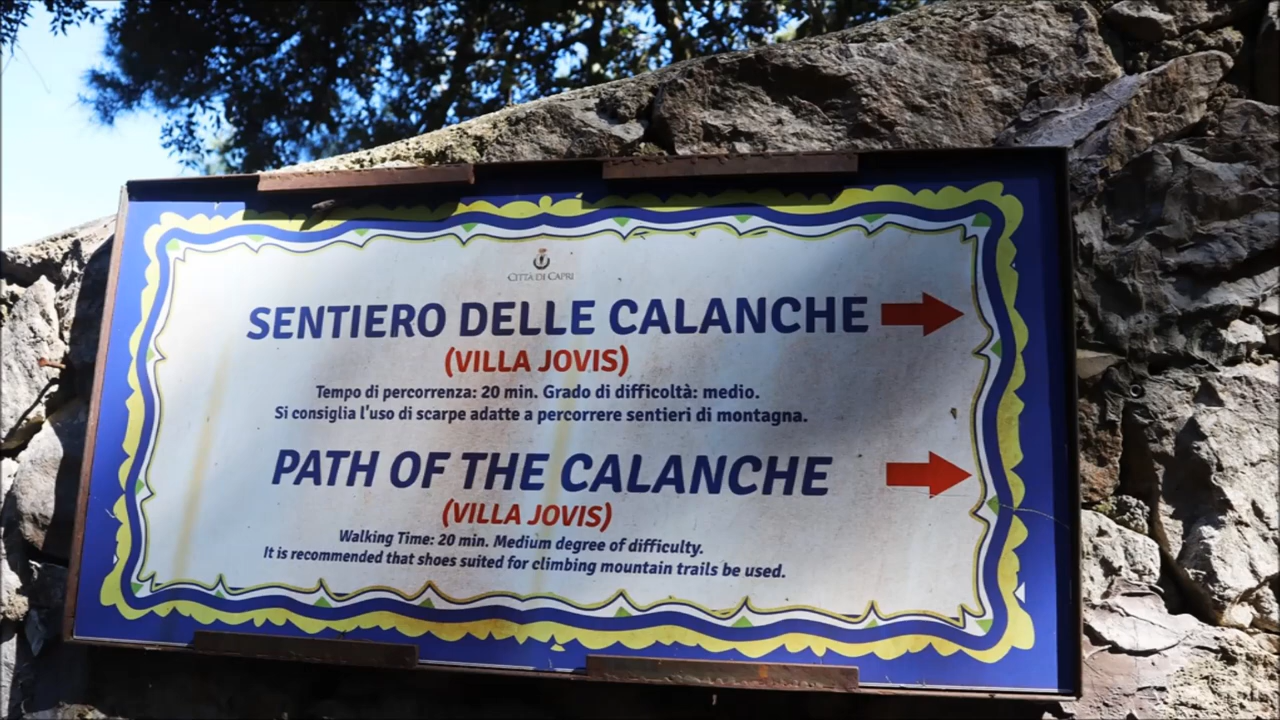 CITTÀ DI CAPRI
SENTIERO DELLE CALANCHE
(VILLA JOVIS)
Tempo di percorrenza: 20 min. Grado di difficoltà: medio.
Si consiglia l'uso di scarpe adatte a percorrere sentieri di montagna.
PATH OF THE CALANCHE
(VILLA JOVIS)
Walking Time: 20 min. Medium degree of difficulty.
It is recommended that shoes suited for climbing mountain trails be used.